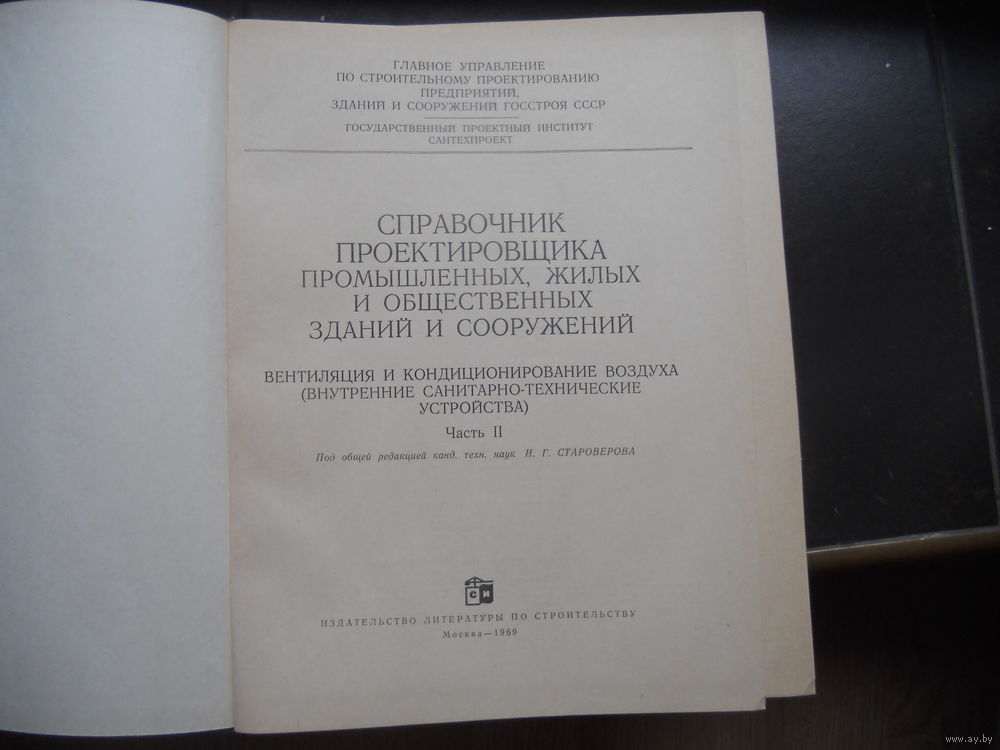 ГЛАВНОЕ УПРАВЛЕНИЕ
ПО СТРОИТЕЛЬНОМУ ПРОЕКТИРОВАНИЮ
ПРЕДПРИЯТИЙ,
ЗДАНИЙ И СООРУЖЕНИЙ ГОССТРОЯ СССР
ГОСУДАРСТВЕННЫЙ ПРОЕКТНЫЙ ИНСТИТУТ
САНТЕХПРОЕКТ
СПРАВОЧНИК
ПРОЕКТИРОВЩИКА
ПРОМЫШЛЕННЫХ, ЖИЛЫХ
И ОБЩЕСТВЕННЫХ
ЗДАНИЙ И СООРУЖЕНИЙ
ВЕНТИЛЯЦИЯ И КОНДИЦИОНИРОВАНИЕ ВОЗДУХА
(ВНУТРЕННИЕ САНИТАРНО-ТЕХНИЧЕСКИЕ
УСТРОЙСТВА)
Часть II
Под общей редакцией канд. техн. наук И. Г. СТАРОВЕРОВА
СИ
ИЗДАТЕЛЬСТВО ЛИТЕРАТУРЫ ПО СТРОИТЕЛЬСТВУ
Москва—1969
www.ay.by